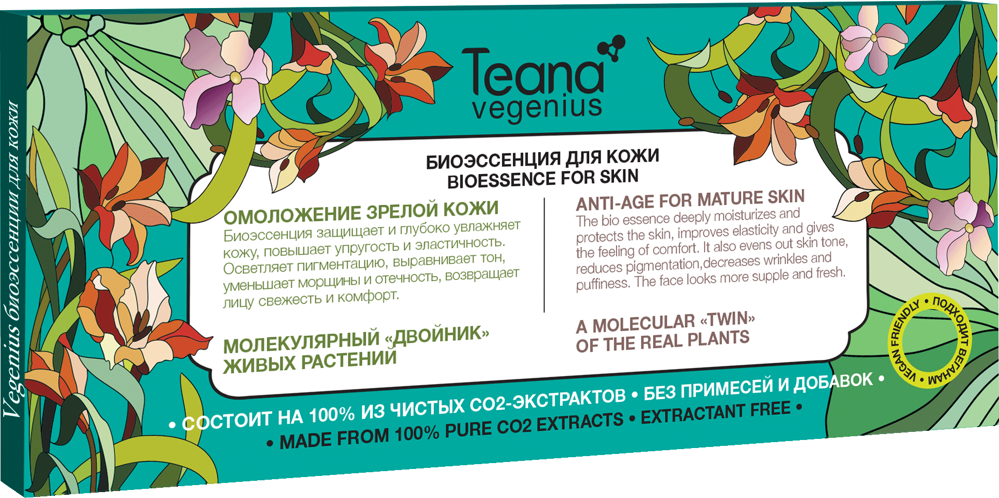 Teana
vegenius
БИОЭССЕНЦИЯ ДЛЯ КОЖИ
BIOESSENCE FOR SKIN
ОМОЛОЖЕНИЕ ЗРЕЛОЙ КОЖИ
Биоэссенция защищает и глубоко увлажняет
кожу, повышает упругость и эластичность.
Осветляет пигментацию, выравнивает тон,
уменьшает морщины и отечность, возвращает
лицу свежесть и комфорт.
МОЛЕКУЛЯРНЫЙ «ДВОЙНИК»
ЖИВЫХ РАСТЕНИЙ
ANTI-AGE FOR MATURE SKIN
The bio essence deeply moisturizes and
protects the skin, improves elasticity and gives
the feeling of comfort. It also evens out skin tone,
reduces pigmentation,decreases wrinkles and
puffiness. The face looks more supple and fresh.
A MOLECULAR «TWIN»
OF THE REAL PLANTS
• СОСТОИТ НА 100% ИЗ ЧИСТЫХ СО2-ЭКСТРАКТОВ • БЕЗ ПРИМЕСЕЙ И ДОБАВОК •
• MADE FROM 100% PURE CO2 EXTRACTS • EXTRACTANT FREE •
VEGAN FRIENDLY • ПОДХОДИТ ВЕГАНАМ •
Vegenius биоэссенции для кожи